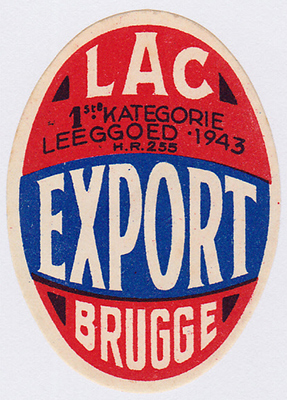 LAC
1ste KATEGORIE
LEEGGOED · 1943
H.R. 255
EXPORT
BRUGGE